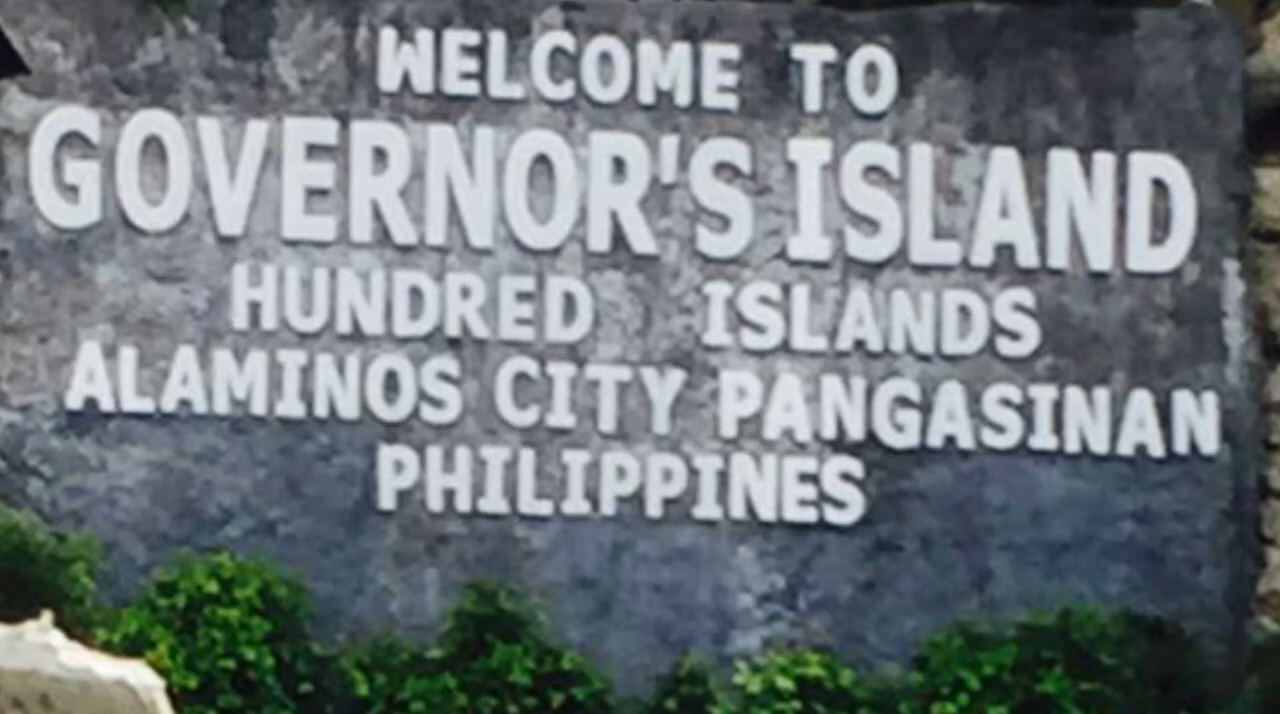 WELCOME TO
GOVERNOR'S ISLAND
HUNDRED ISLANDS
ALAMINOS CITY PANGASINAN
PHILIPPINES